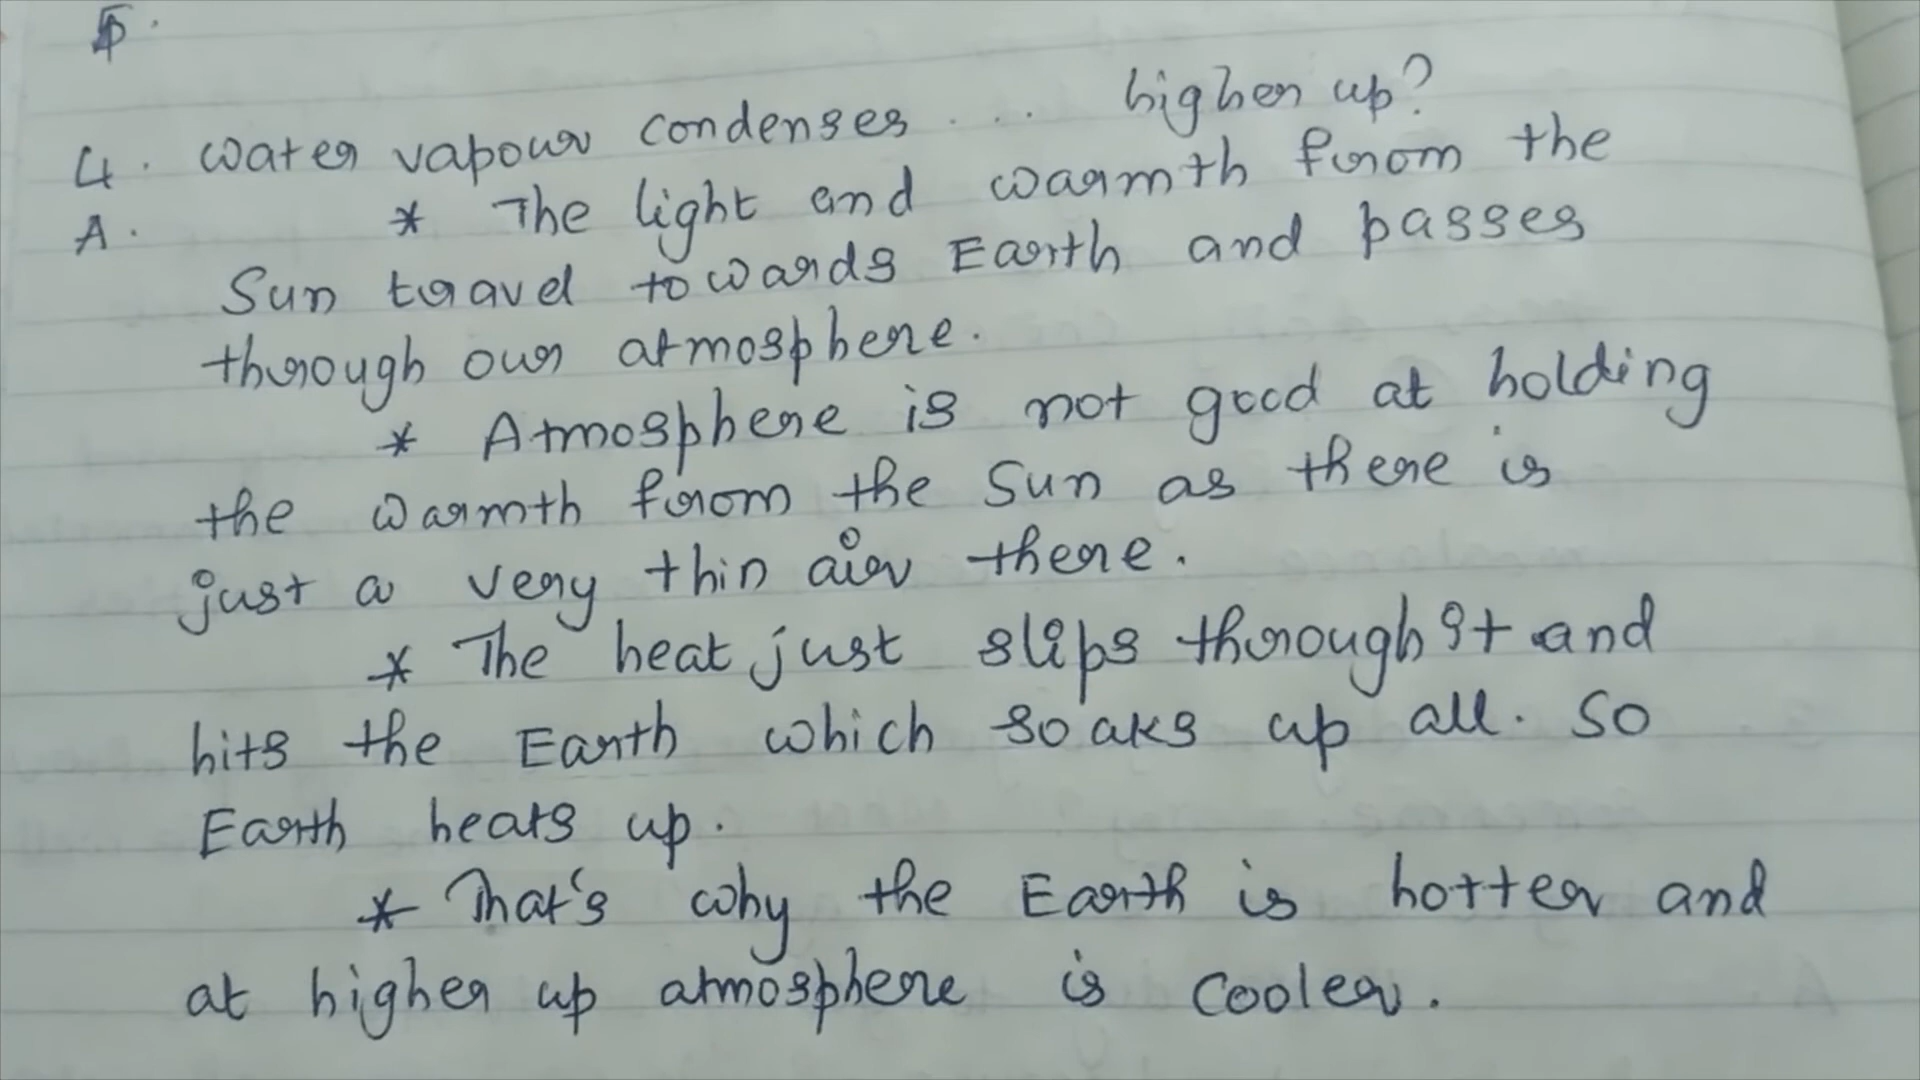 4. Water vapour condenses .... higher up?
A. * The light and warmth from the
Sun travel towards Earth and passes
through our atmosphere.
* Atmosphere is not good at holding
the warmth from the Sun as there is
just a very thin air there.
* The heat just slips through it and
hits the Earth which soaks up all. So
Earth heats up.
* That's why the Earth is hotter and
at higher up atmosphere is cooler.